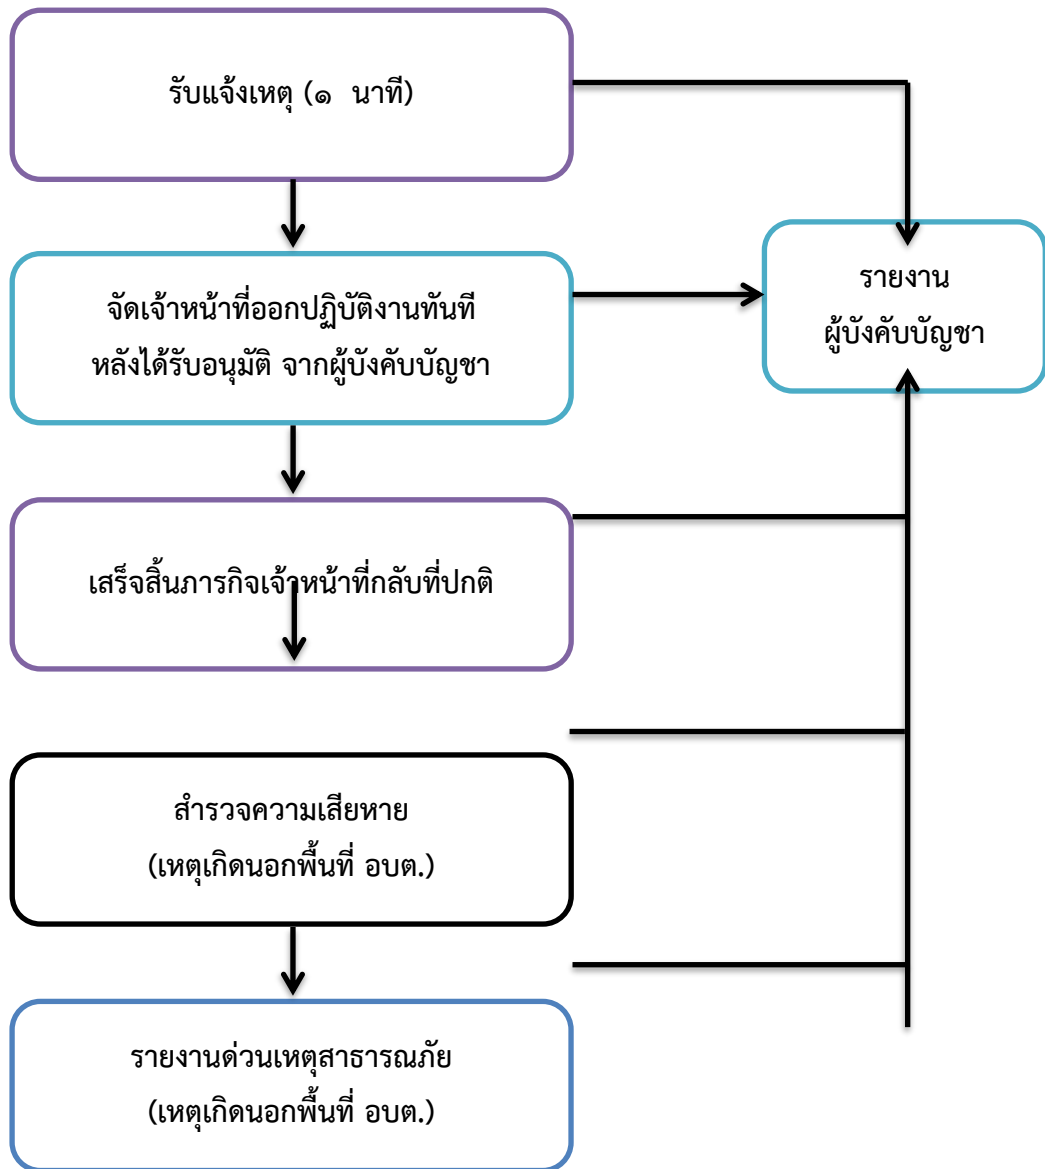 รับแจ้งเหตุ (๑ นาที)
จัดเจ้าหน้าที่ออกปฏิบัติงานทันที
หลังได้รับอนุมัติ จากผู้บังคับบัญชา
รายงาน
ผู้บังคับบัญชา
เสร็จสิ้นภารกิจเจ้าหน้าที่กลับที่ปกติ
สำรวจความเสียหาย
(เหตุเกิดนอกพื้นที่ อบต.)
รายงานด่วนเหตุสาธารณภัย
(เหตุเกิดนอกพื้นที่ อบต.)